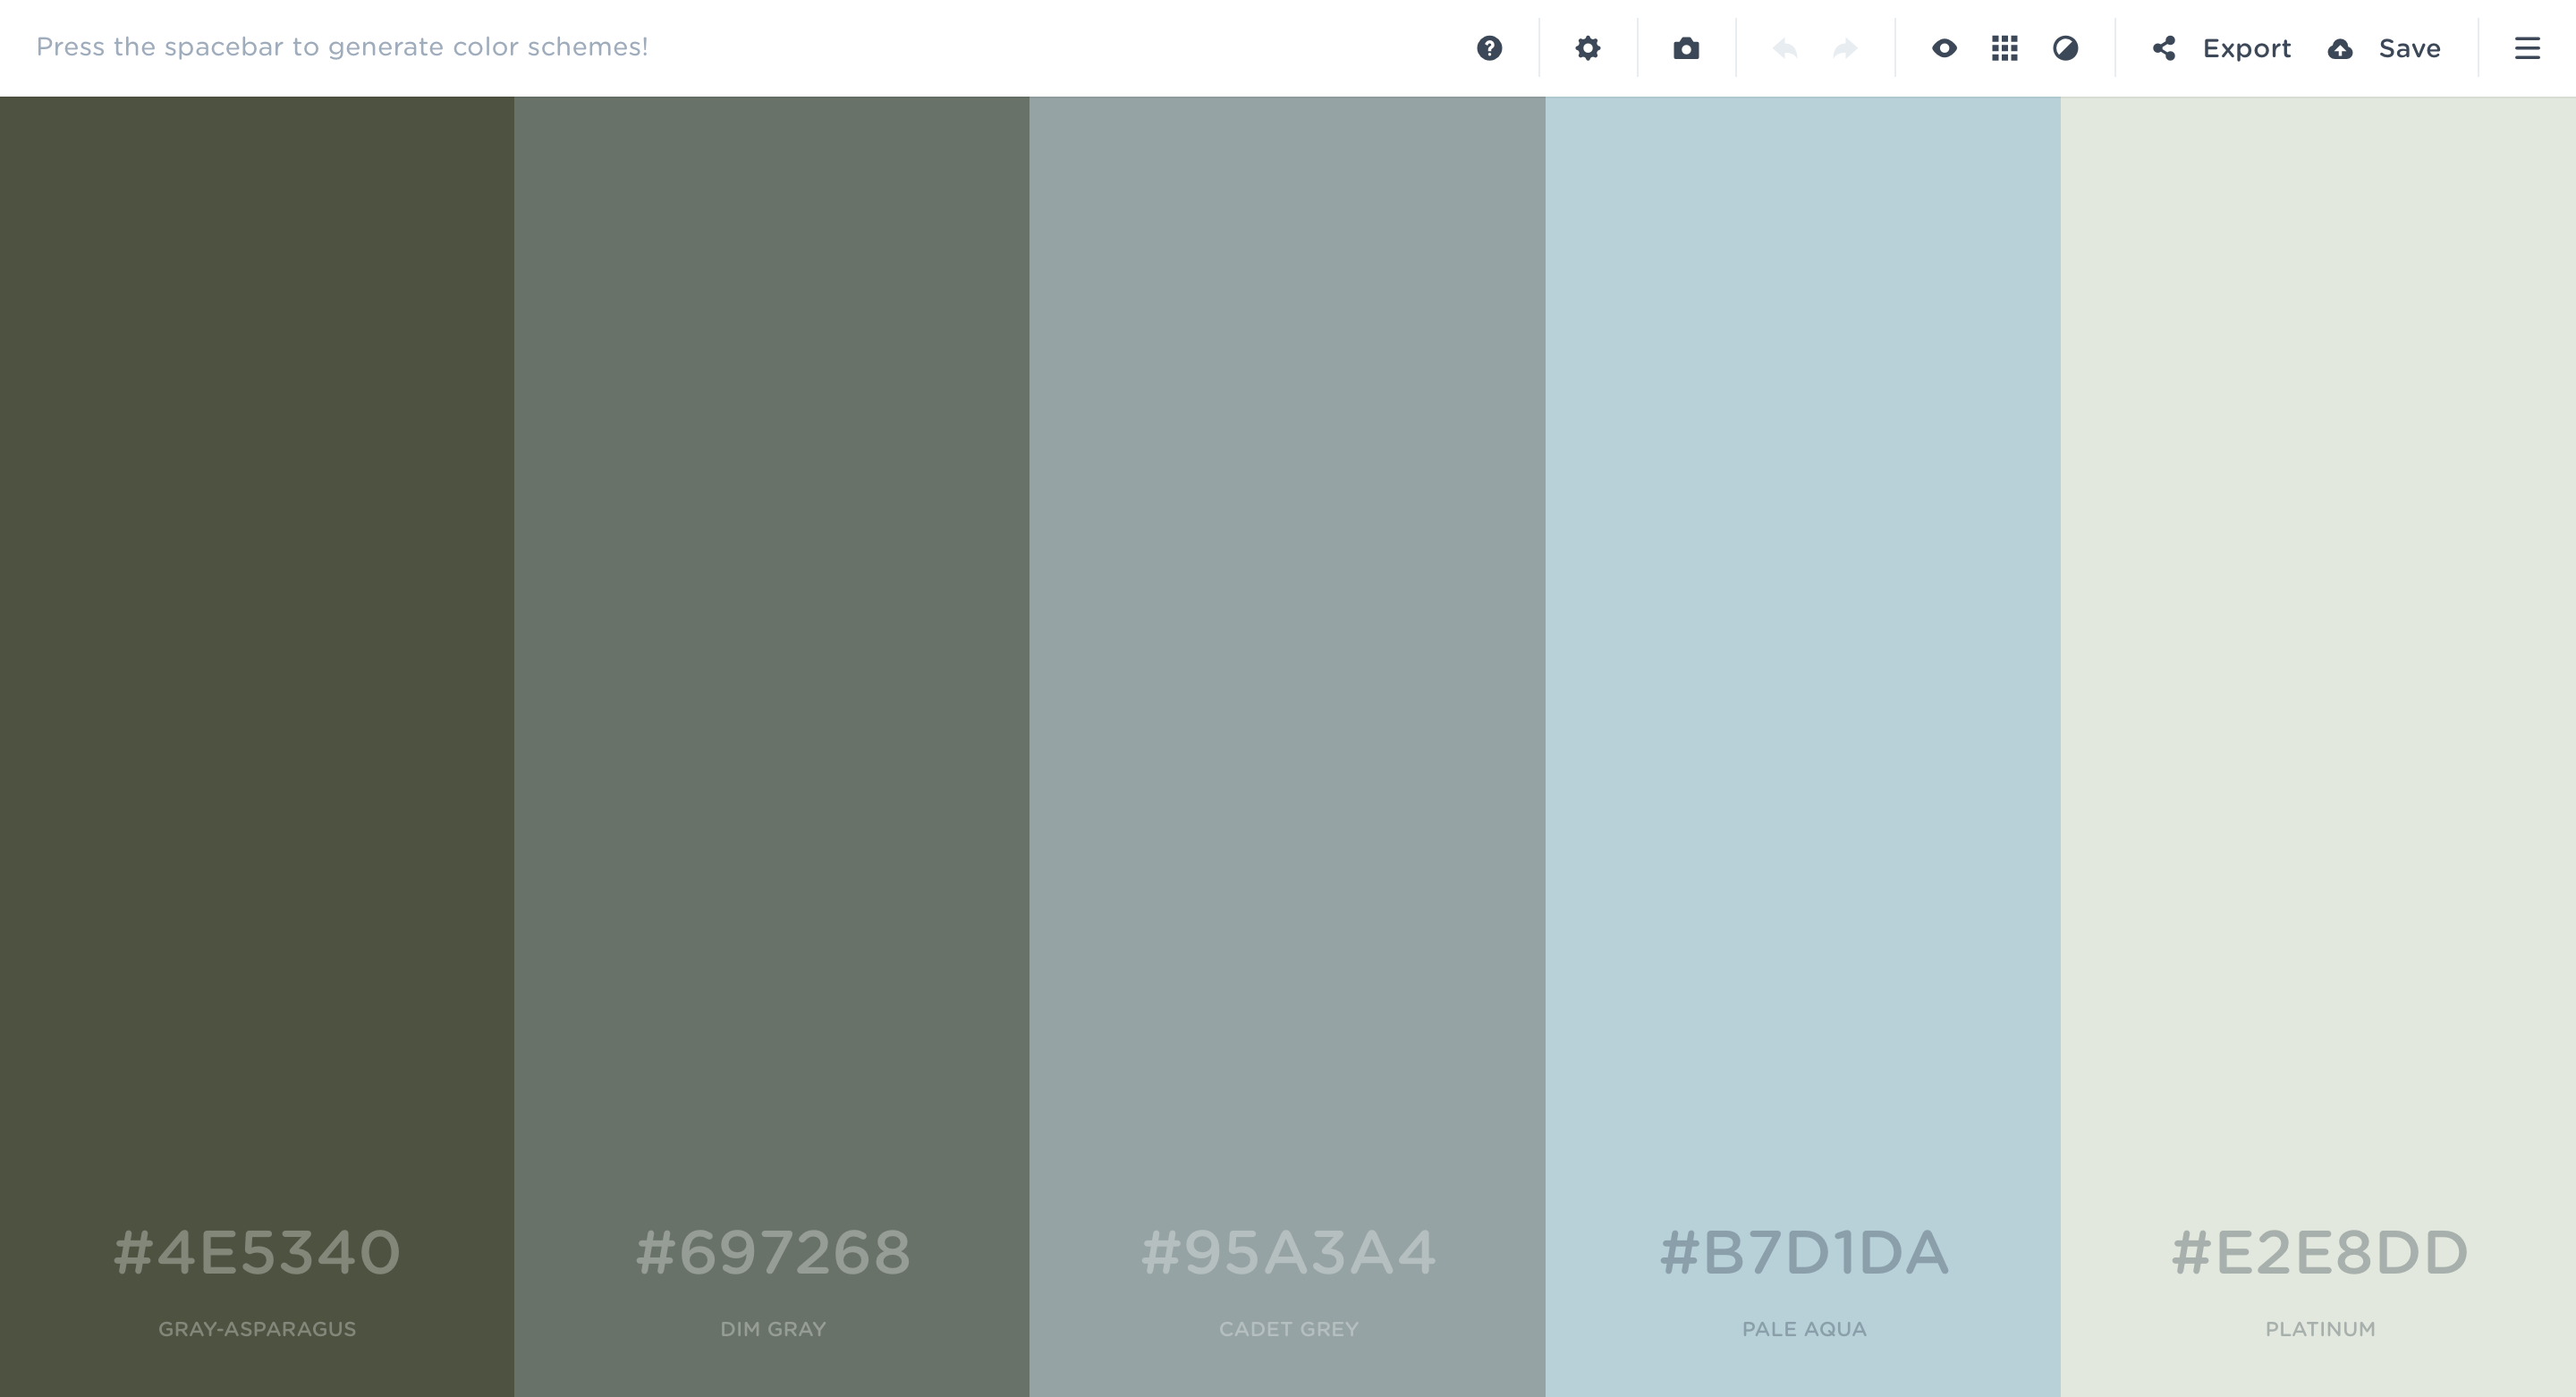 Press the spacebar to generate color schemes!
Export
Save
#4E5340
GRAY-ASPARAGUS
#697268
DIM GRAY
#95A3A4
CADET GREY
#B7D1DA
PALE AQUA
#E2E8DD
PLATINUM